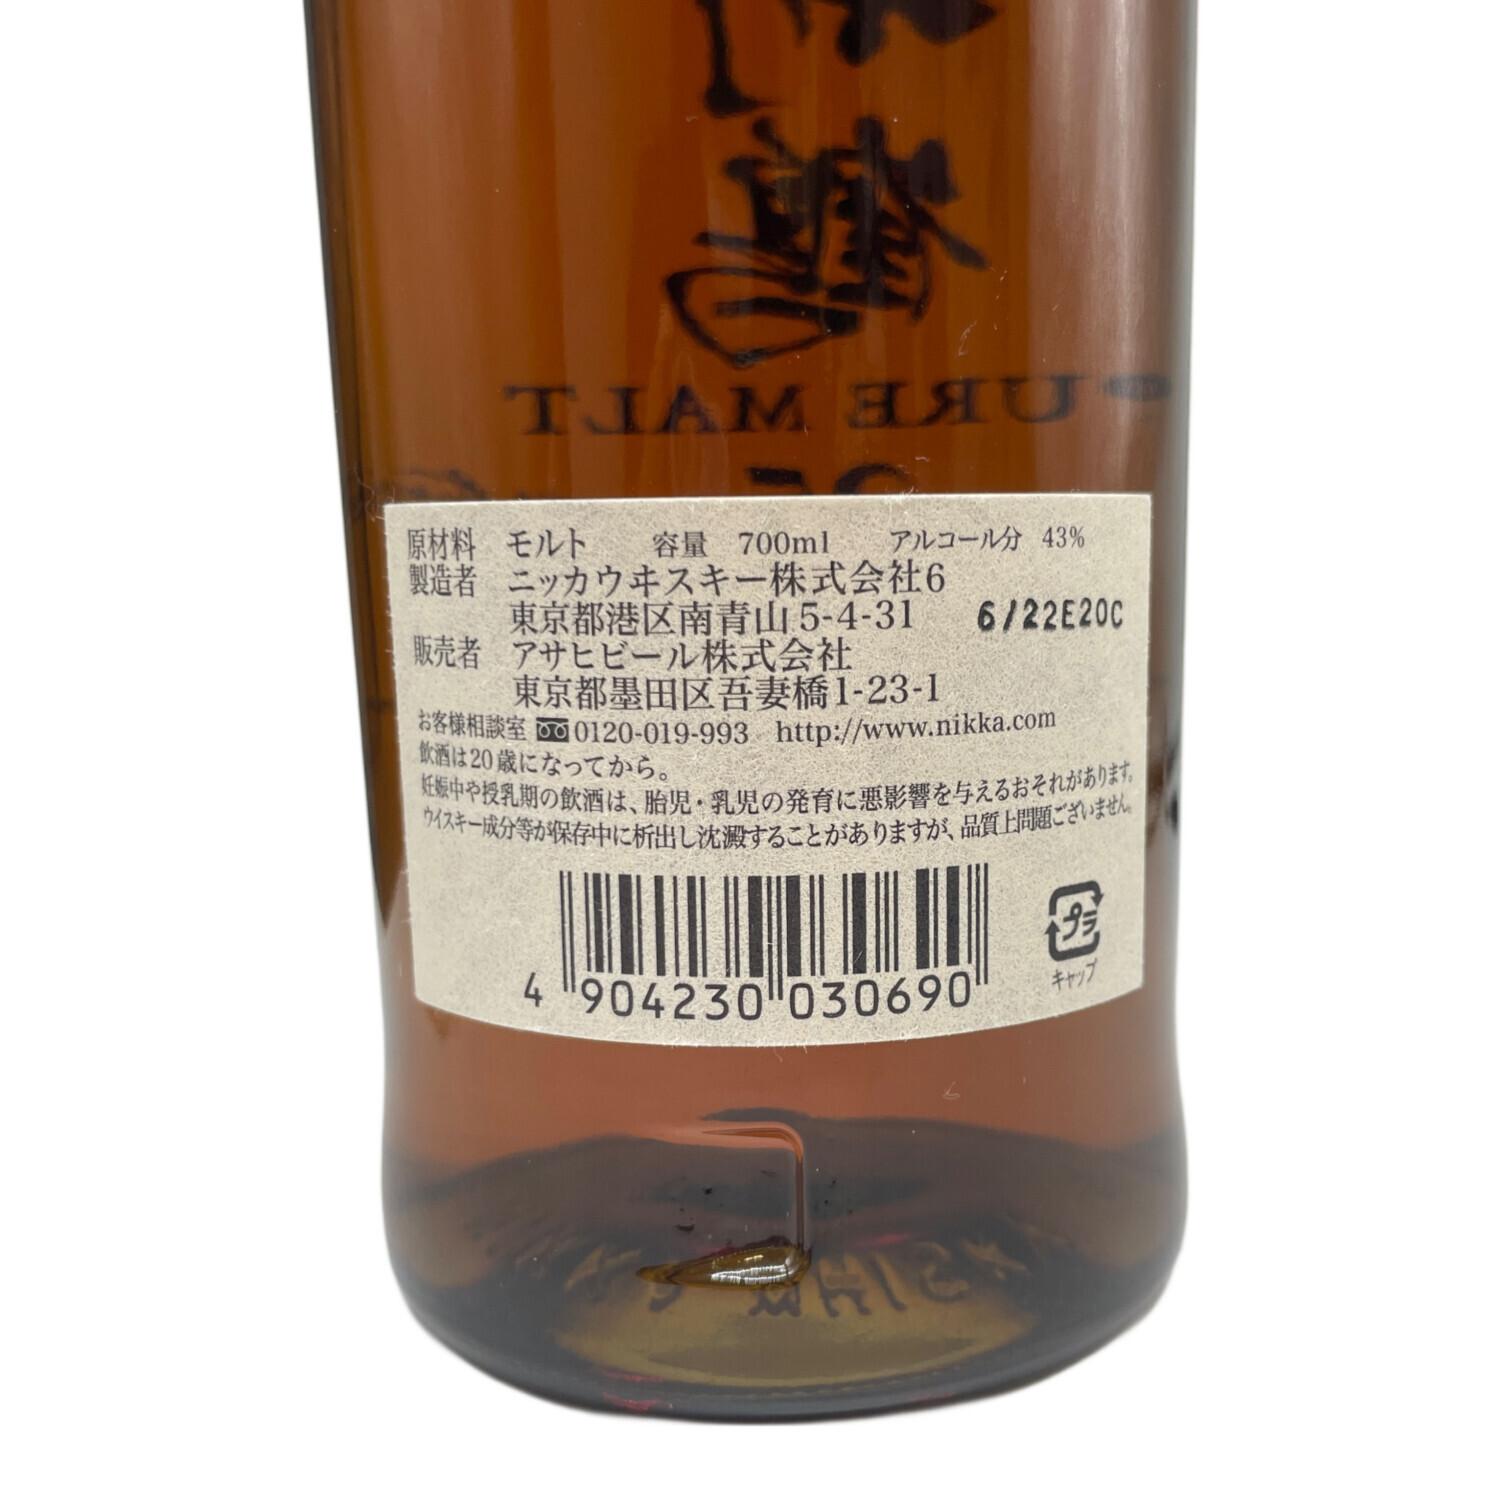 鶴
PURE MALT
原材料 モルト 容量 700ml アルコール分 43%
製造者 ニッカウヰスキー株式会社6
東京都港区南青山5-4-31 6/22E20C
販売者 アサヒビール株式会社
東京都墨田区吾妻橋1-23-1
お客様相談室 0120-019-993 http://www.nikka.com
飲酒は20歳になってから。
妊娠中や授乳期の飲酒は、胎児・乳児の発育に悪影響を与えるおそれがあります。
ウイスキー成分等が保存中に析出し沈澱することがありますが、品質上問題ございません。
4 904230 030690
プラ
キャップ